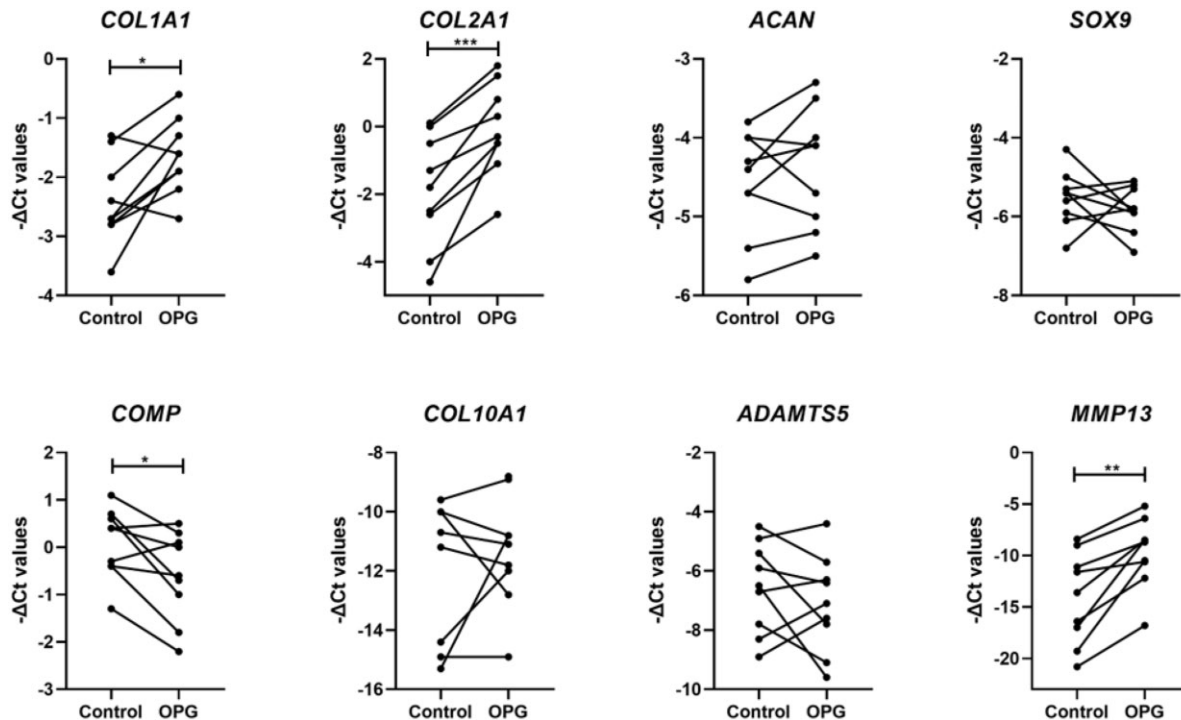 COL1A1 COL2A1 ACAN SOX9
-ΔCt values
0
-1
-2
-3
-4
*
Control OPG
-ΔCt values
2
0
-2
-4
***
Control OPG
-ΔCt values
-3
-4
-5
-6
Control OPG
-ΔCt values
-2
-4
-6
-8
Control OPG
COMP COL10A1 ADAMTS5 MMP13
-ΔCt values
2
1
0
-1
-2
-3
*
Control OPG
-ΔCt values
-8
-10
-12
-14
-16
Control OPG
-ΔCt values
-2
-4
-6
-8
-10
Control OPG
-ΔCt values
0
-5
-10
-15
-20
**
Control OPG